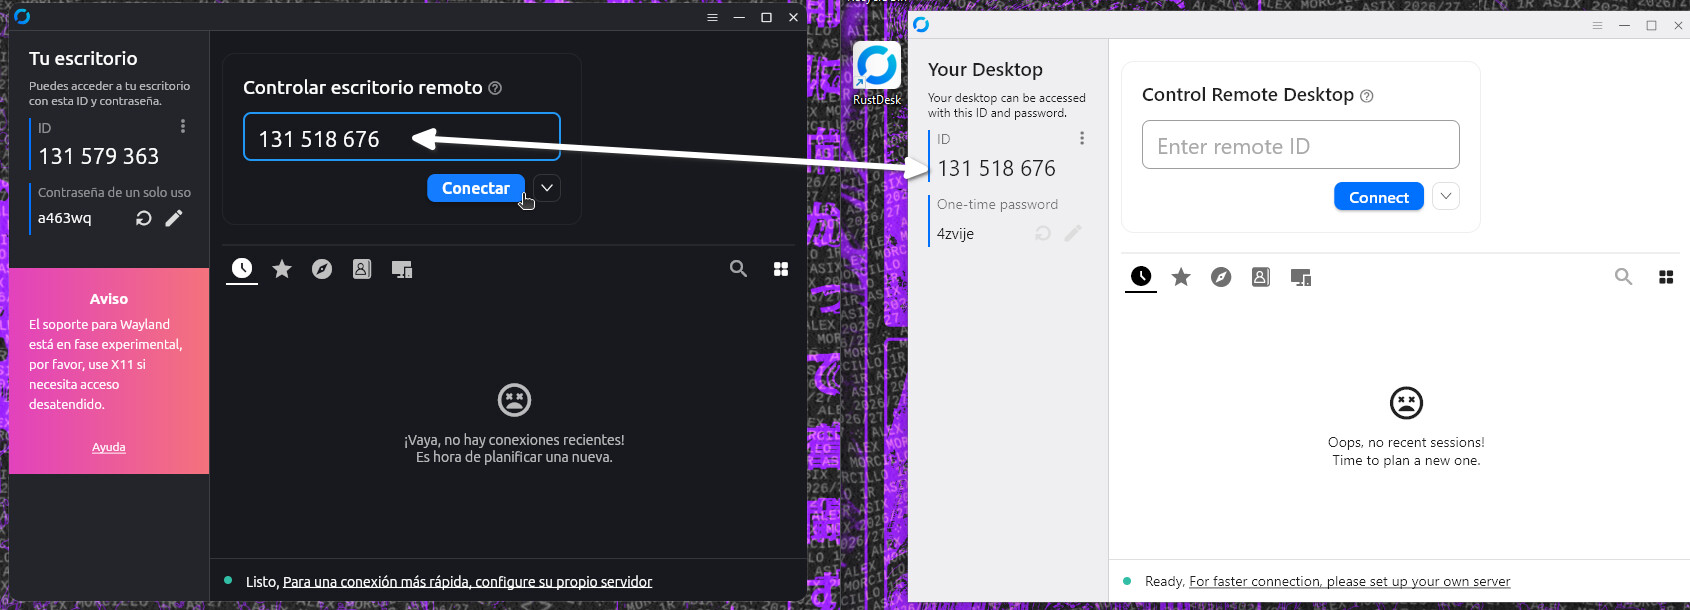 Tu escritorio
Puedes acceder a tu escritorio
con esta ID y contraseña.
ID
131 579 363
Contraseña de un solo uso
a463wq
Aviso
El soporte para Wayland
está en fase experimental,
por favor, use X11 si
necesita acceso
desatendido.
Ayuda
Controlar escritorio remoto
131 518 676
Conectar
¡Vaya, no hay conexiones recientes!
Es hora de planificar una nueva.
Listo, Para una conexión más rápida, configure su propio servidor
RustDesk
Your Desktop
Your desktop can be accessed
with this ID and password.
ID
131 518 676
One-time password
4zvije
Control Remote Desktop
Enter remote ID
Connect
Oops, no recent sessions!
Time to plan a new one.
Ready, For faster connection, please set up your own server